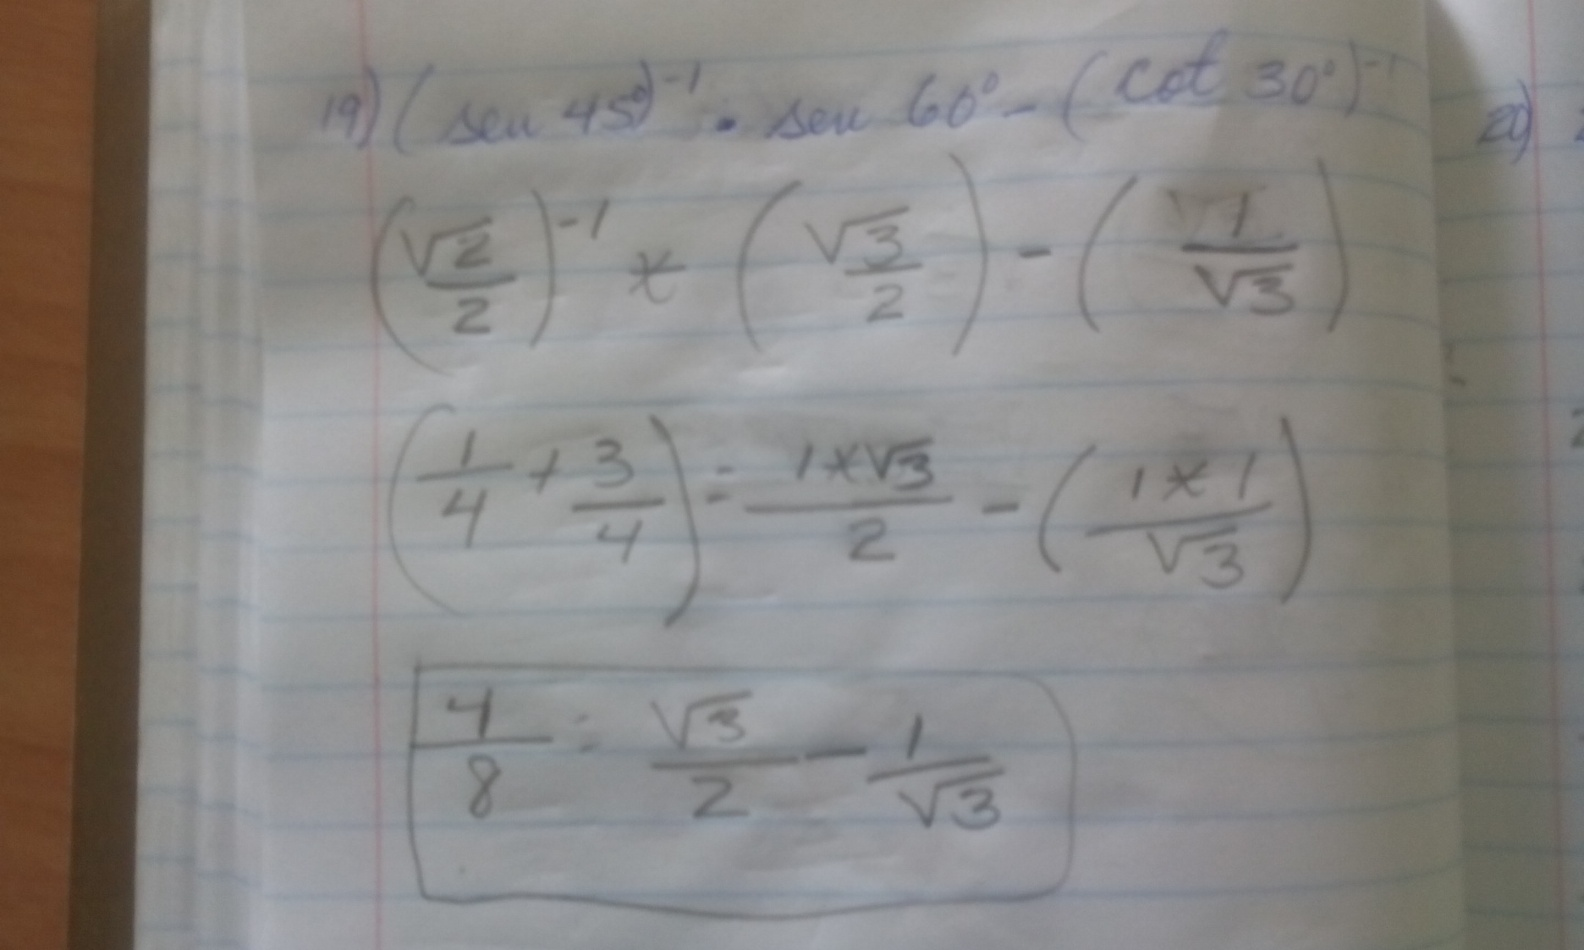 19) (sen 45°)⁻¹ · sen 60° - (cot 30°)⁻¹
20)
(√2/2)⁻¹ * (√3/2) - (1/√3)
(1/4 + 3/4) = 1*√3/2 - (1*1/√3)
4/8 = √3/2 - 1/√3